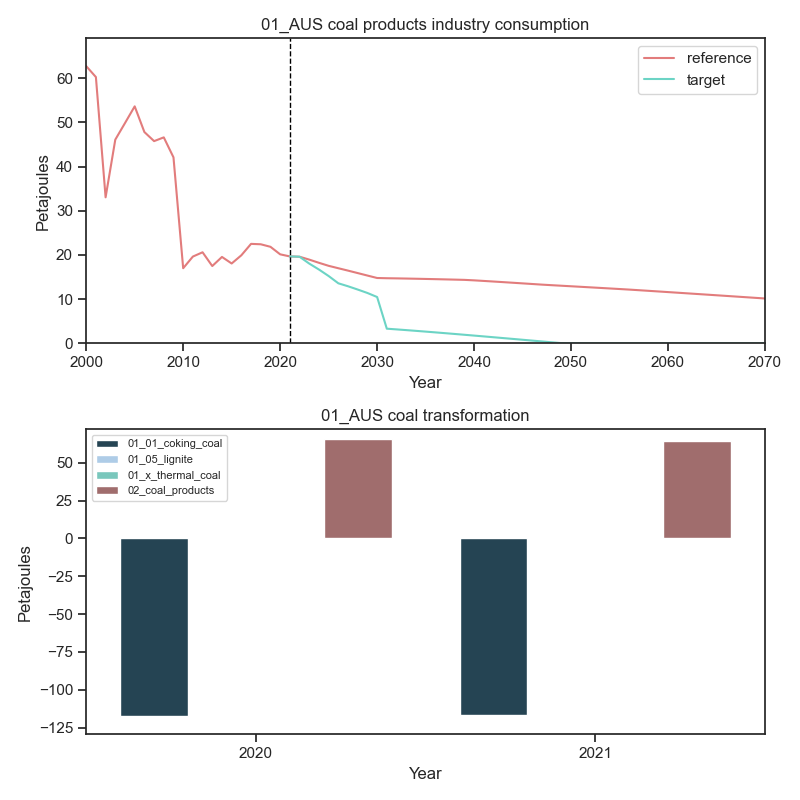 01_AUS coal products industry consumption
reference
target
60
50
40
30
20
10
0
Petajoules
2000 2010 2020 2030 2040 2050 2060 2070
Year
01_AUS coal transformation
01_01_coking_coal
01_05_lignite
01_x_thermal_coal
02_coal_products
50
25
0
−25
−50
−75
−100
−125
Petajoules
2020 2021
Year